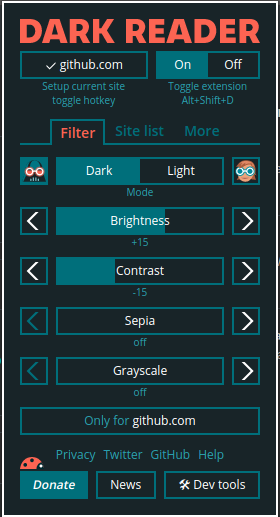 DARK READER
✓ github.com On Off
Setup current site
toggle hotkey
Toggle extension
Alt+Shift+D
Filter Site list More
Dark Light
Mode
Brightness
+15
Contrast
-15
Sepia
off
Grayscale
off
Only for github.com
Privacy Twitter GitHub Help
Donate News 🛠 Dev tools